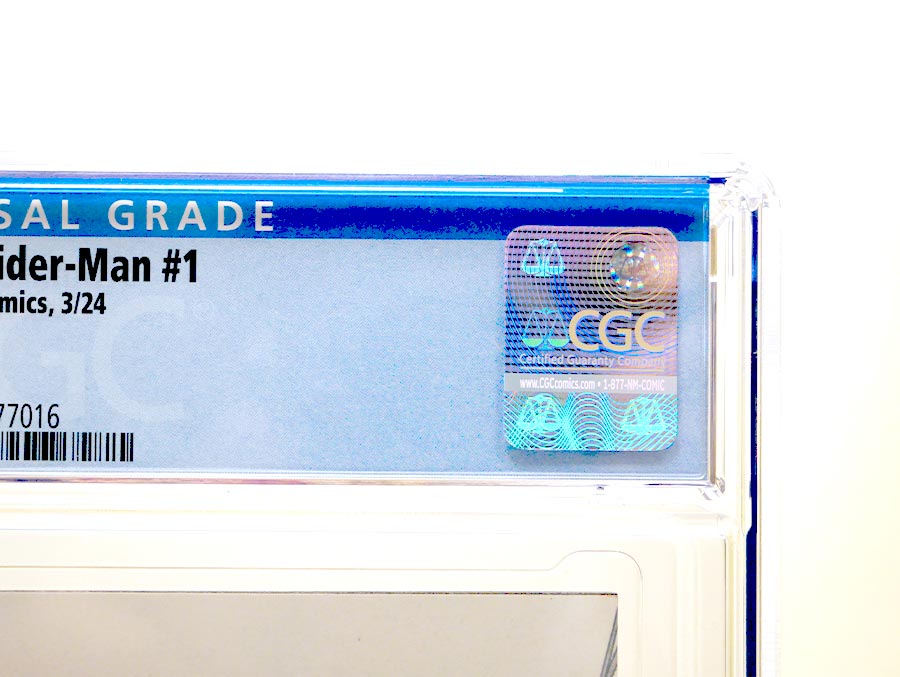 SAL GRADE
ider-Man #1
mics, 3/24
77016
CGC
Certified Guaranty Company
www.CGCcomics.com • 1-877-NM-COMIC